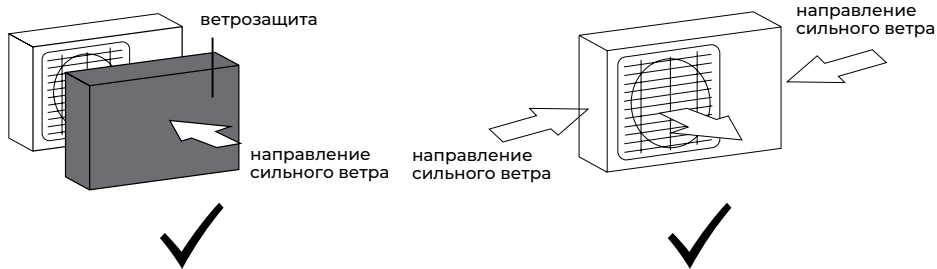 ветрозащита
направление
сильного ветра
направление
сильного ветра
направление
сильного ветра